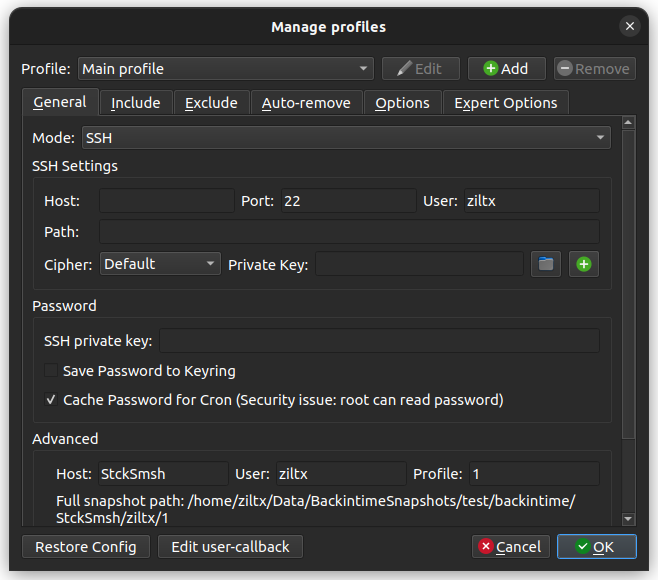 Manage profiles
Profile: Main profile Edit Add Remove
General Include Exclude Auto-remove Options Expert Options
Mode: SSH
SSH Settings
Host: Port: 22 User: ziltx
Path:
Cipher: Default Private Key:
Password
SSH private key:
Save Password to Keyring
Cache Password for Cron (Security issue: root can read password)
Advanced
Host: StckSmsh User: ziltx Profile: 1
Full snapshot path: /home/ziltx/Data/BackintimeSnapshots/test/backintime/
StckSmsh/ziltx/1
Restore Config Edit user-callback Cancel OK